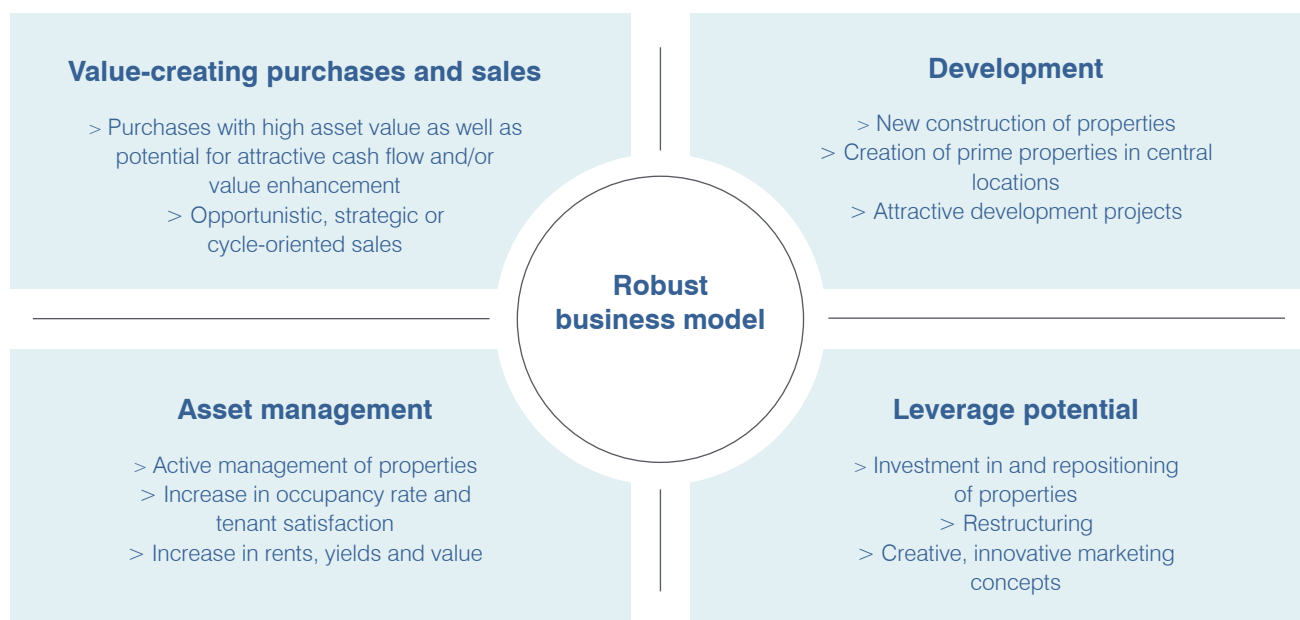 Value-creating purchases and sales
> Purchases with high asset value as well as
potential for attractive cash flow and/or
value enhancement
> Opportunistic, strategic or
cycle-oriented sales
Development
> New construction of properties
> Creation of prime properties in central
locations
> Attractive development projects
Robust
business model
Asset management
> Active management of properties
> Increase in occupancy rate and
tenant satisfaction
> Increase in rents, yields and value
Leverage potential
> Investment in and repositioning
of properties
> Restructuring
> Creative, innovative marketing
concepts